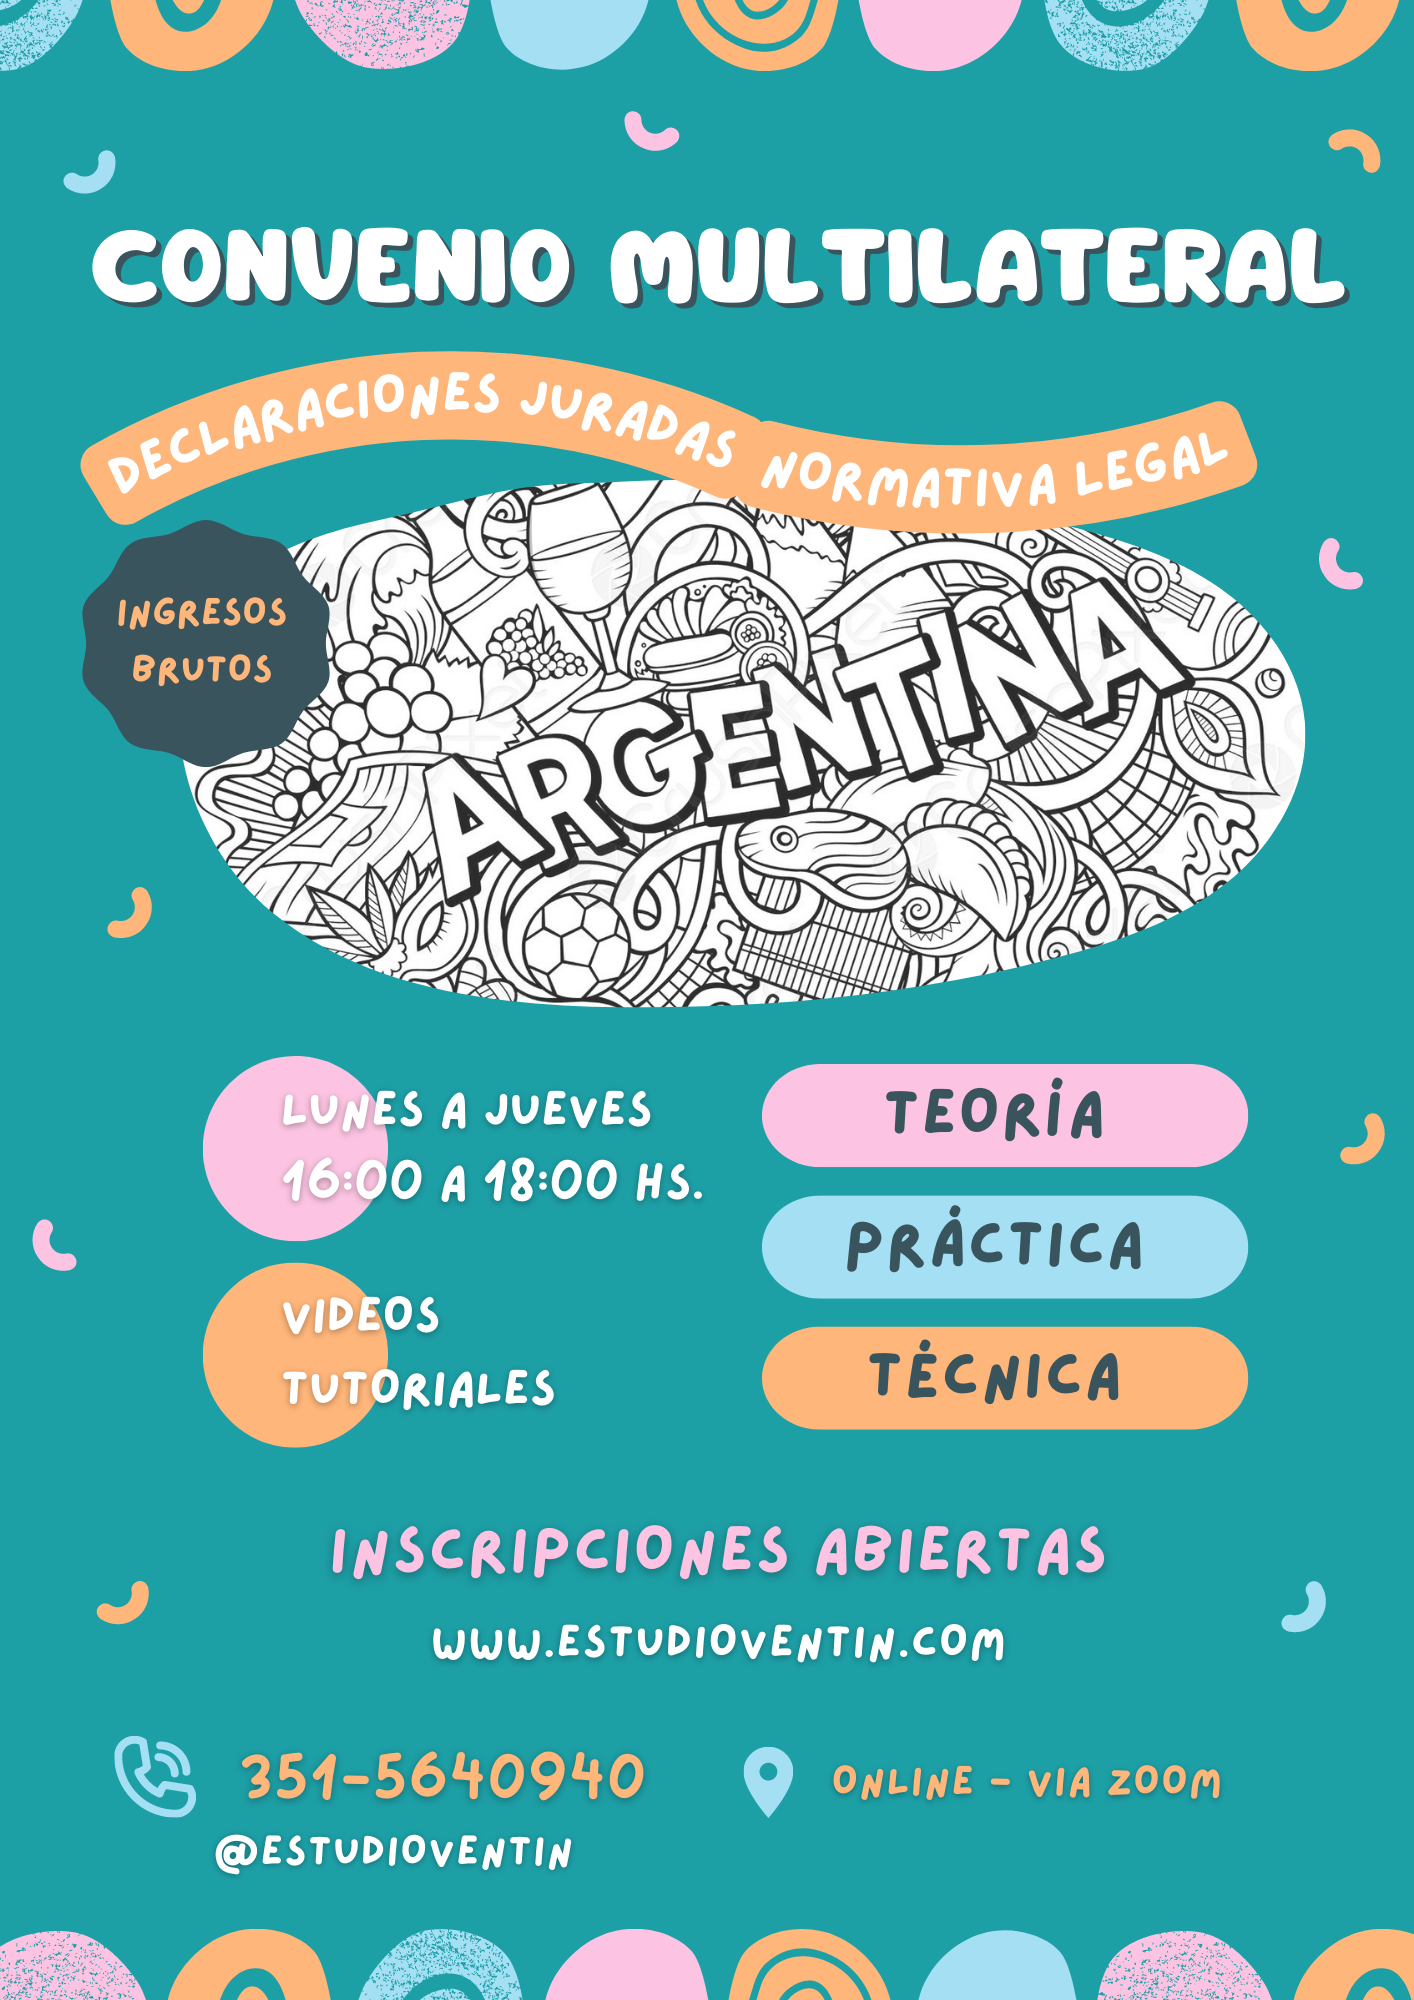 CONVENIO MULTILATERAL
DECLARACIONES JURADAS
NORMATIVA LEGAL
INGRESOS
BRUTOS
ARGENTINA
LUNES A JUEVES
16:00 A 18:00 HS.
VIDEOS
TUTORIALES
TEORÍA
PRÁCTICA
TÉCNICA
INSCRIPCIONES ABIERTAS
WWW.ESTUDIOVENTIN.COM
351-5640940
@ESTUDIOVENTIN
ONLINE - VIA ZOOM